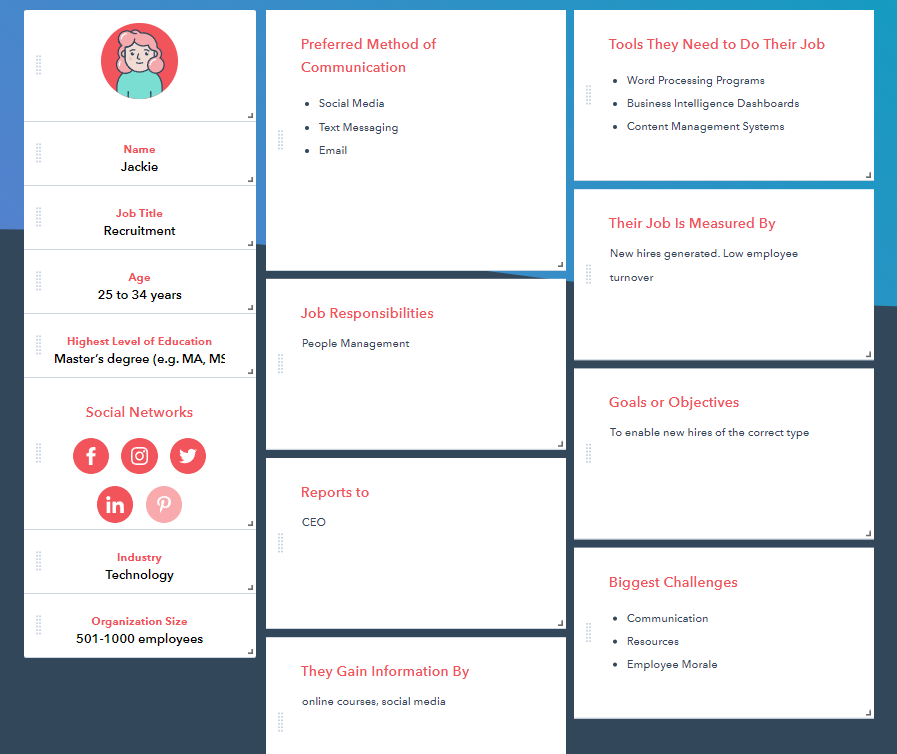 Name
Jackie
Job Title
Recruitment
Age
25 to 34 years
Highest Level of Education
Master's degree (e.g. MA, MS
Social Networks
Industry
Technology
Organization Size
501-1000 employees
Preferred Method of
Communication
Social Media
Text Messaging
Email
Job Responsibilities
People Management
Reports to
CEO
They Gain Information By
online courses, social media
Tools They Need to Do Their Job
Word Processing Programs
Business Intelligence Dashboards
Content Management Systems
Their Job Is Measured By
New hires generated. Low employee
turnover
Goals or Objectives
To enable new hires of the correct type
Biggest Challenges
Communication
Resources
Employee Morale